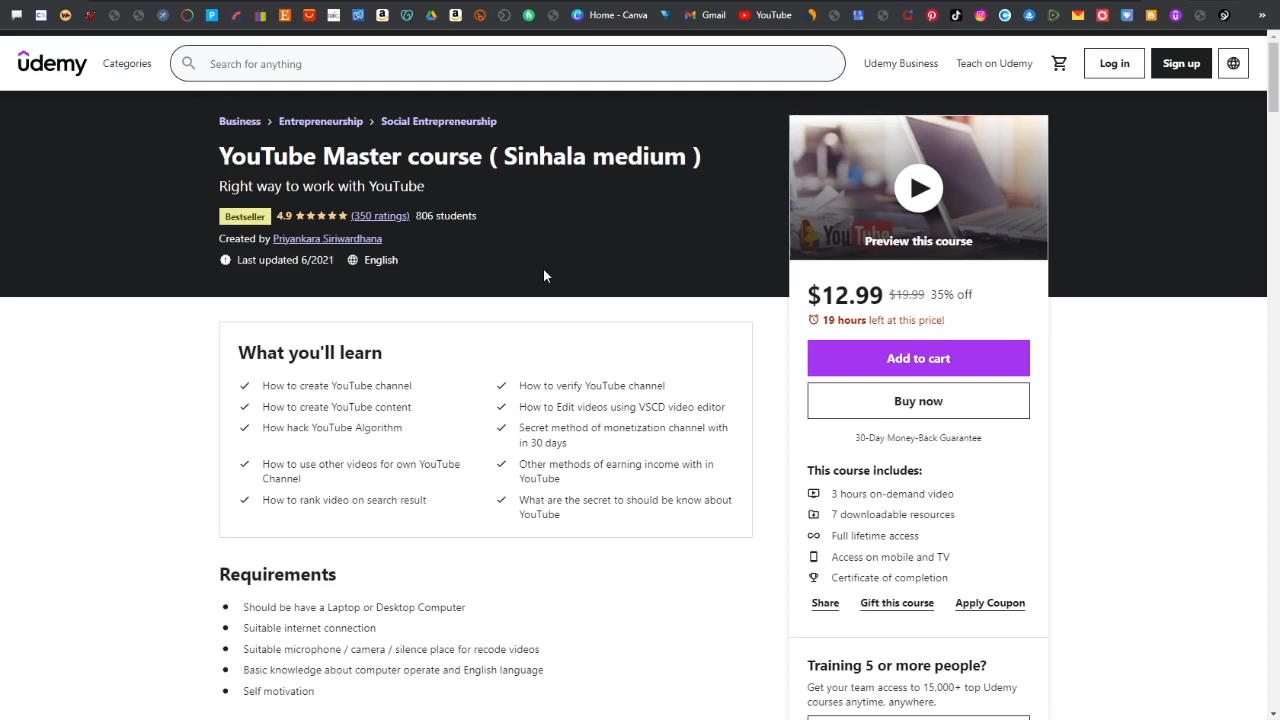 Home - Canva
Gmail
YouTube
ûdemy
Categories
Search for anything
Udemy Business
Teach on Udemy
Log in
Sign up
Business > Entrepreneurship > Social Entrepreneurship
YouTube Master course ( Sinhala medium )
Right way to work with YouTube
Bestseller 4.9 (350 ratings) 806 students
Created by Priyankara Siriwardhana
Last updated 6/2021 English
Preview this course
$12.99 $19.99 35% off
19 hours left at this price!
Add to cart
Buy now
30-Day Money-Back Guarantee
This course includes:
3 hours on-demand video
7 downloadable resources
Full lifetime access
Access on mobile and TV
Certificate of completion
Share Gift this course Apply Coupon
Training 5 or more people?
Get your team access to 15,000+ top Udemy
courses anytime, anywhere.
What you'll learn
How to create YouTube channel
How to verify YouTube channel
How to create YouTube content
How to Edit videos using VSCD video editor
How hack YouTube Algorithm
Secret method of monetization channel with
in 30 days
How to use other videos for own YouTube
Channel
Other methods of earning income with in
YouTube
How to rank video on search result
What are the secret to should be know about
YouTube
Requirements
Should be have a Laptop or Desktop Computer
Suitable internet connection
Suitable microphone / camera / silence place for recode videos
Basic knowledge about computer operate and English language
Self motivation